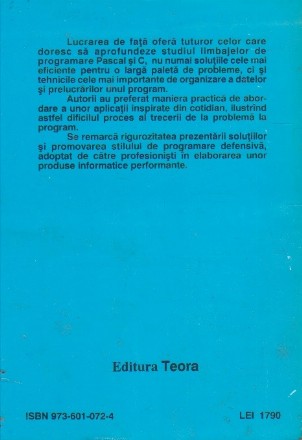 Lucrarea de față oferă tuturor celor care
doresc să aprofundeze studiul limbajelor de
programare Pascal și C, nu numai soluțiile cele mai
eficiente pentru o largă paletă de probleme, ci și
tehnicile cele mai importante de organizare a datelor
și prelucrărilor unui program.
Autorii au preferat maniera practică de abor-
dare a unor aplicații inspirate din cotidian, ilustrînd
astfel dificilul proces al trecerii de la problemă la
program.
Se remarcă rigurozitatea prezentării soluțiilor
și promovarea stilului de programare defensivă,
adoptat de către profesioniști în elaborarea unor
produse informatice performante.
Editura Teora
ISBN 973-601-072-4 LEI 1790